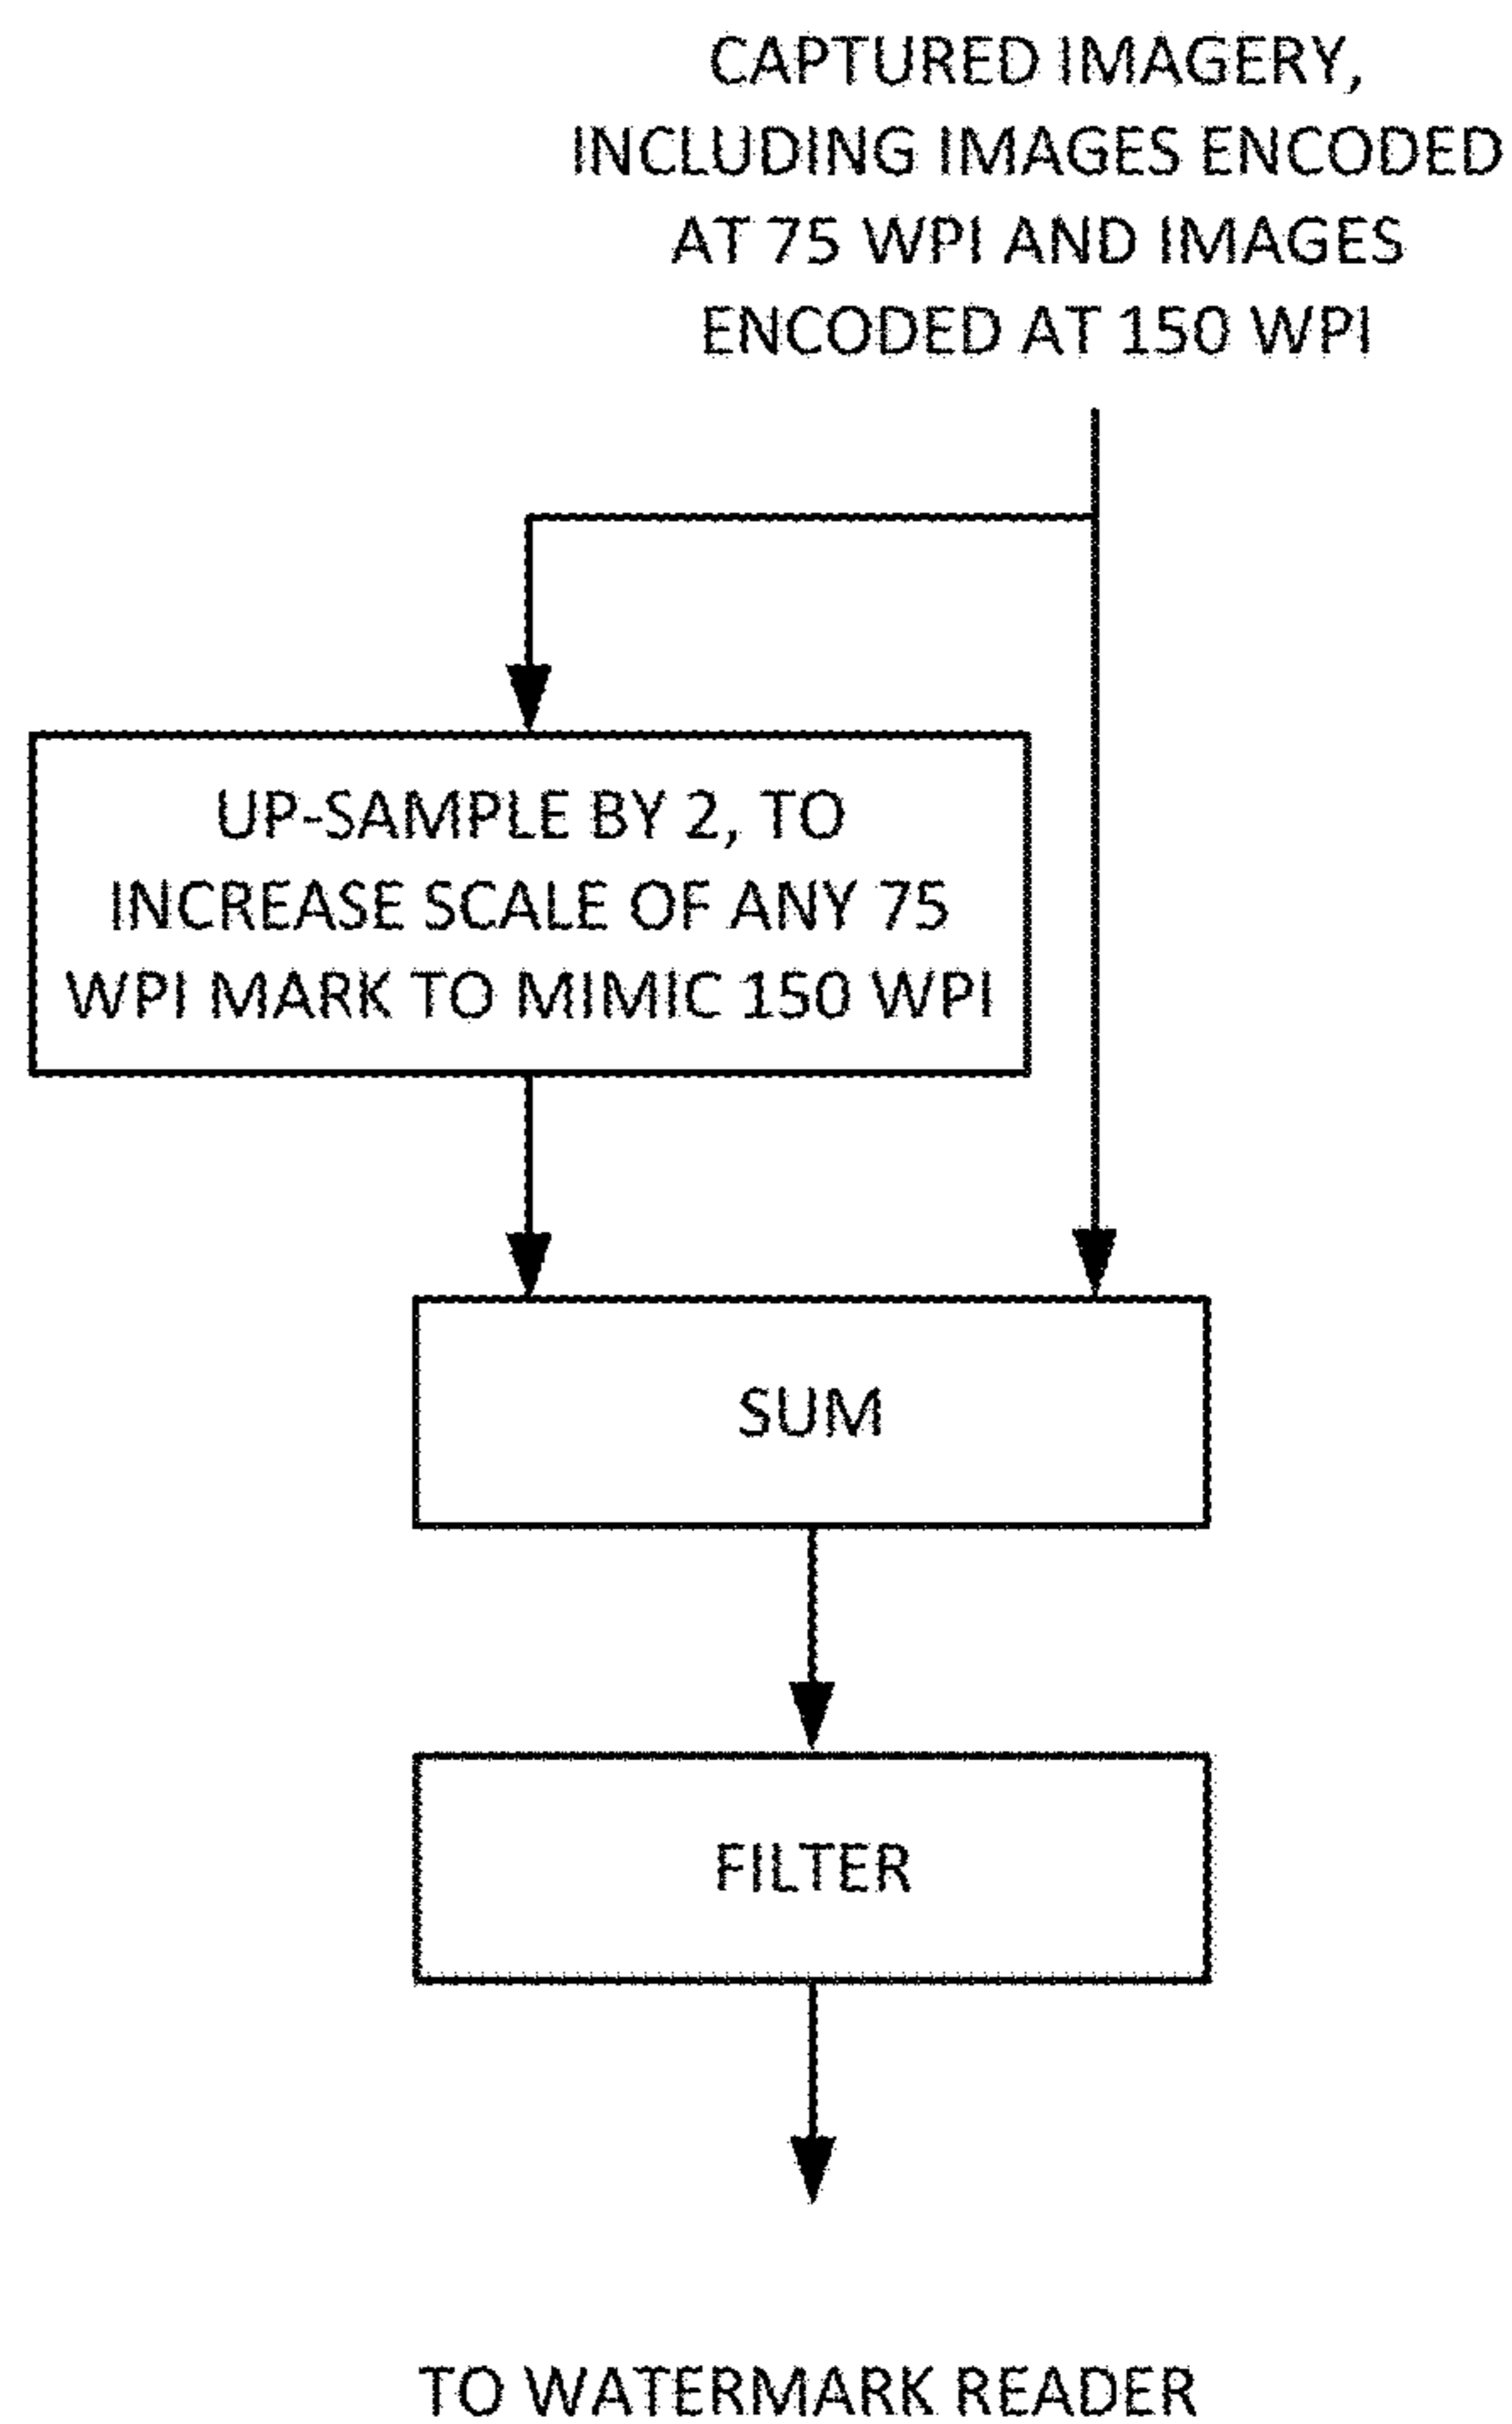 CAPTURED IMAGERY,
INCLUDING IMAGES ENCODED
AT 75 WPI AND IMAGES
ENCODED AT 150 WPI
UP-SAMPLE BY 2, TO
INCREASE SCALE OF ANY 75
WPI MARK TO MIMIC 150 WPI
SUM
FILTER
TO WATERMARK READER